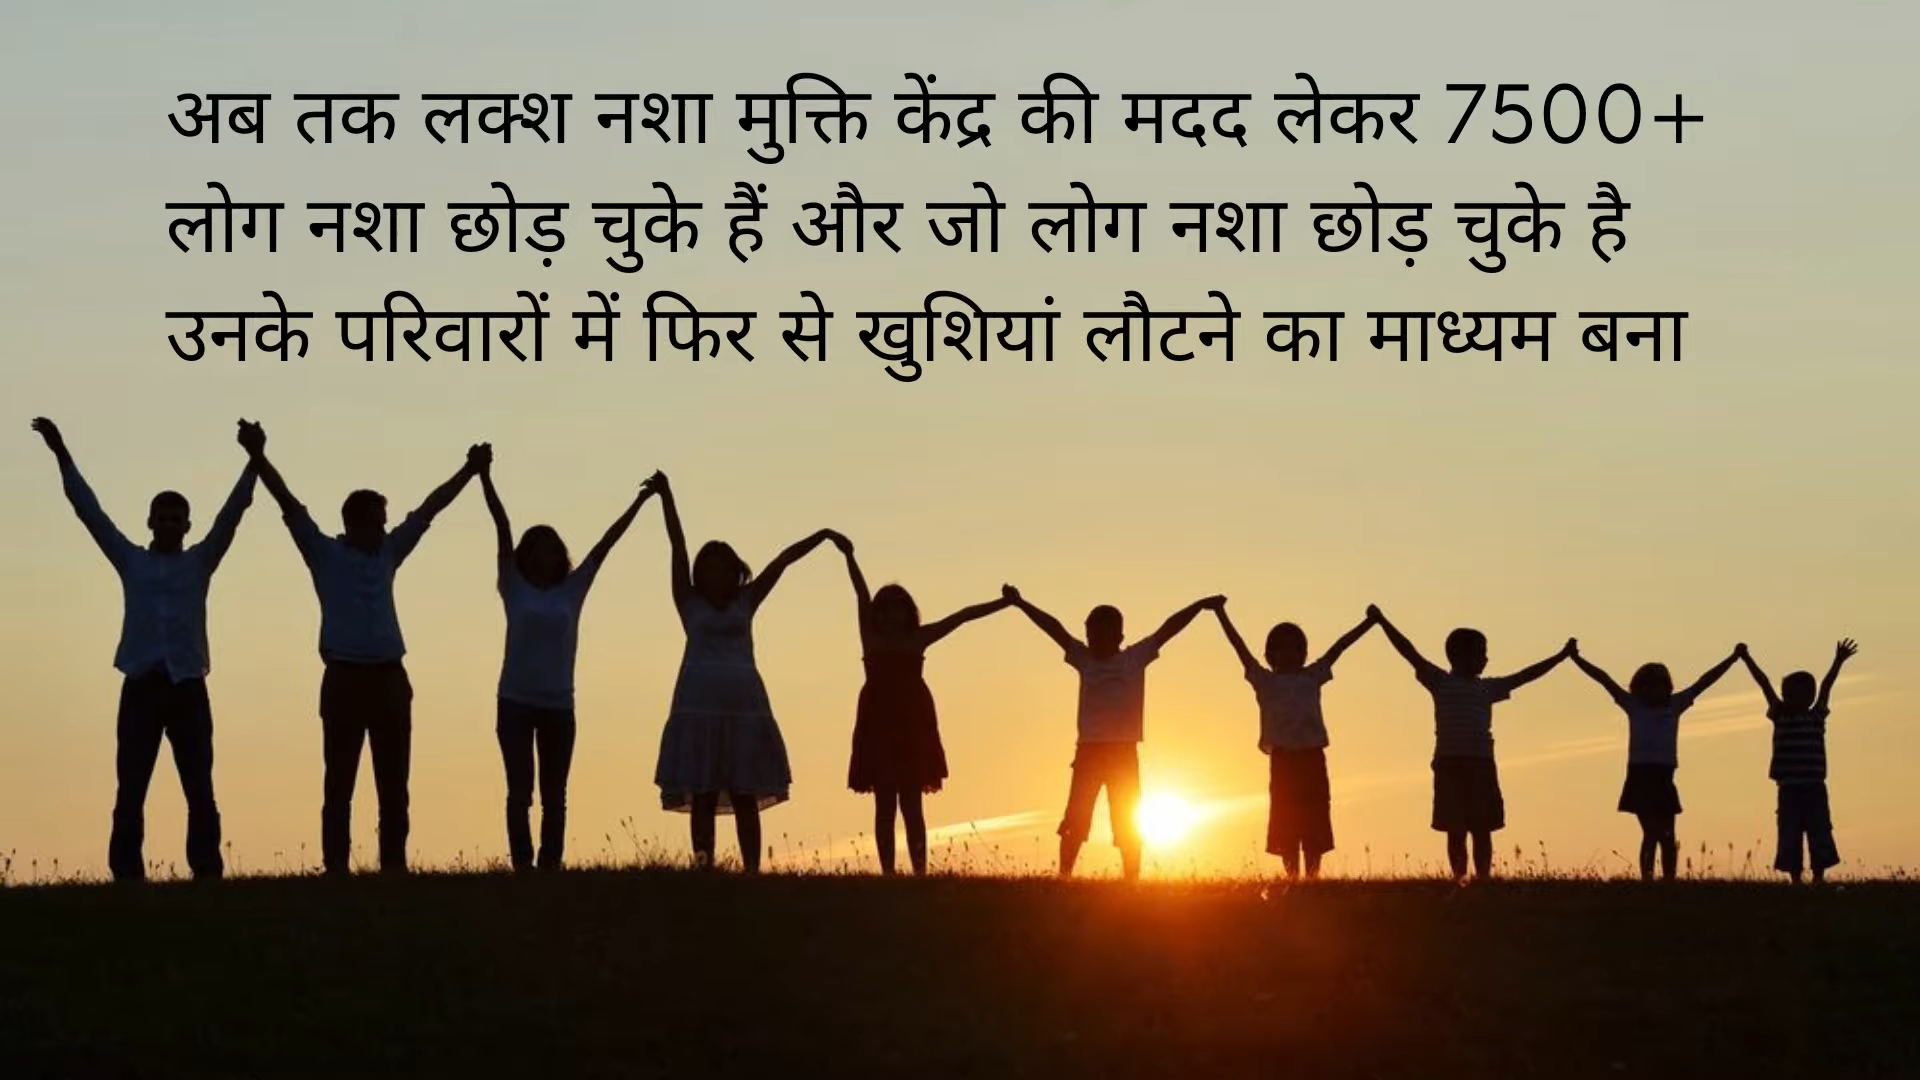 अब तक लक्श नशा मुक्ति केंद्र की मदद लेकर 7500+
लोग नशा छोड़ चुके हैं और जो लोग नशा छोड़ चुके है
उनके परिवारों में फिर से खुशियां लौटने का माध्यम बना